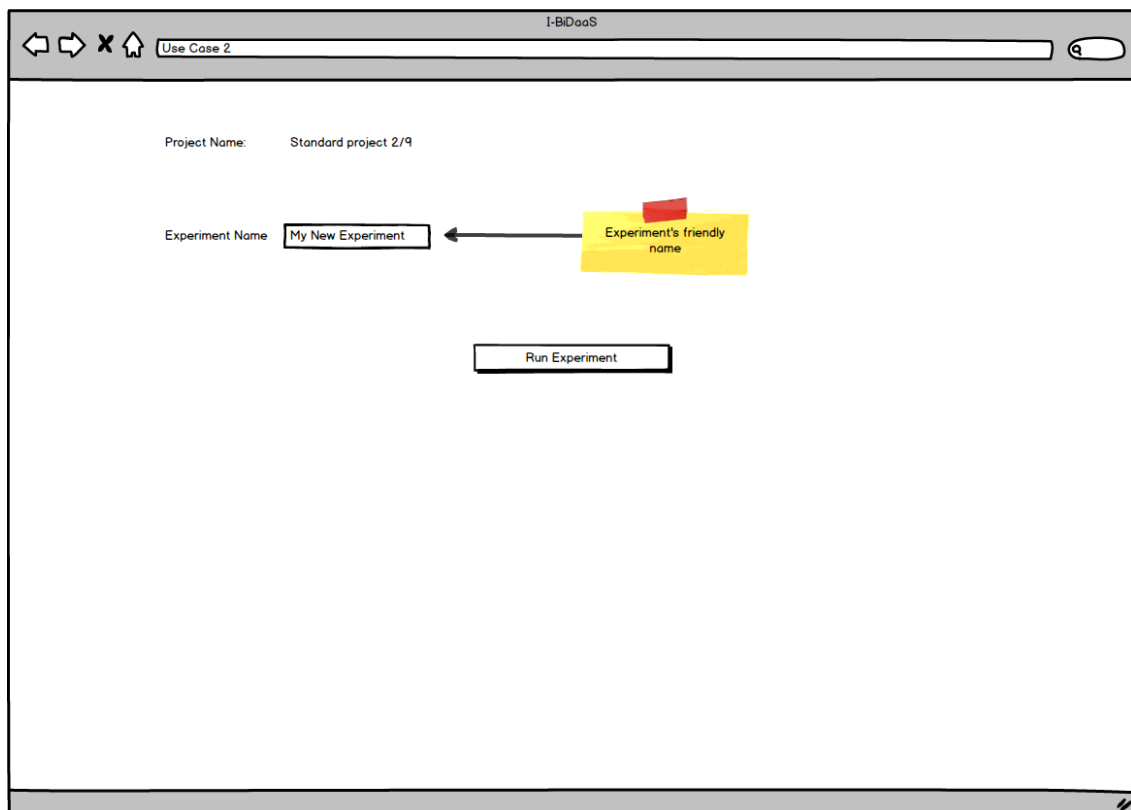 I-BiDaaS
Use Case 2
Project Name: Standard project 2/9
Experiment Name My New Experiment
Experiment's friendly
name
Run Experiment